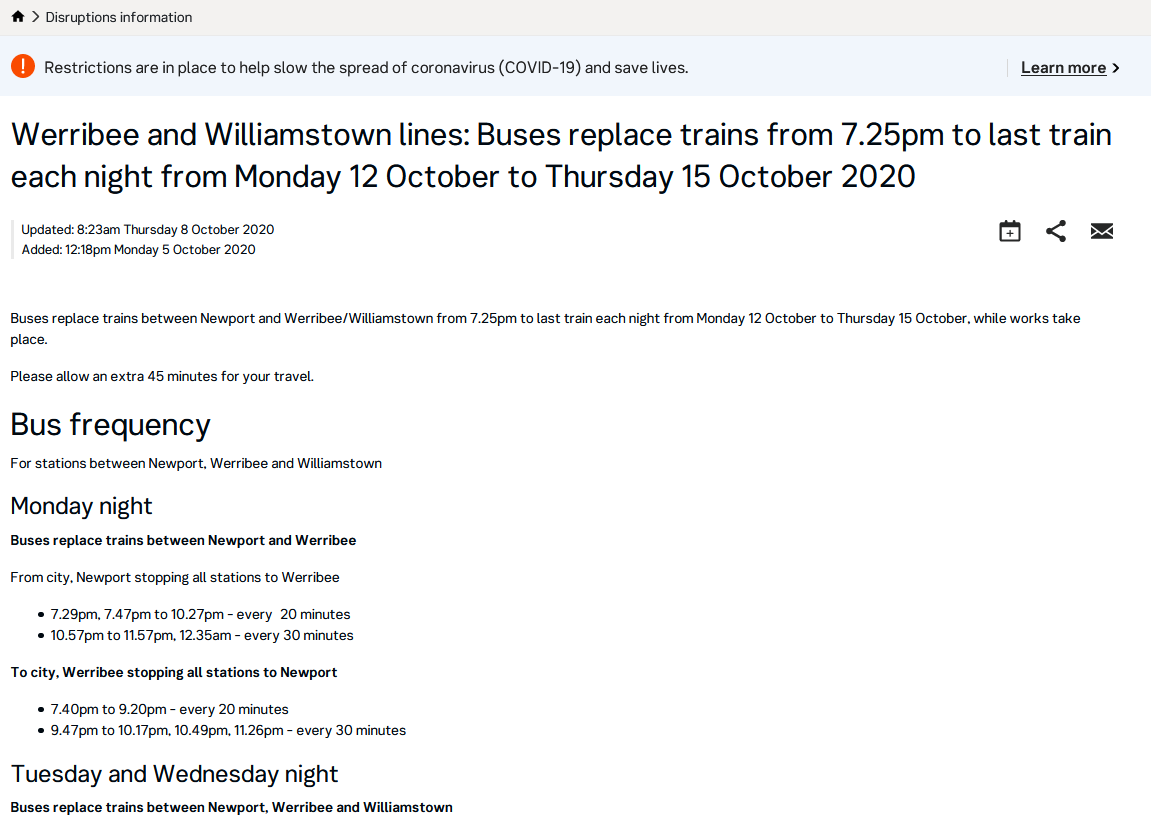 Disruptions information
Restrictions are in place to help slow the spread of coronavirus (COVID-19) and save lives.
Learn more
Werribee and Williamstown lines: Buses replace trains from 7.25pm to last train
each night from Monday 12 October to Thursday 15 October 2020
Updated: 8:23am Thursday 8 October 2020
Added: 12:18pm Monday 5 October 2020
Buses replace trains between Newport and Werribee/Williamstown from 7.25pm to last train each night from Monday 12 October to Thursday 15 October, while works take
place.
Please allow an extra 45 minutes for your travel.
Bus frequency
For stations between Newport, Werribee and Williamstown
Monday night
Buses replace trains between Newport and Werribee
From city, Newport stopping all stations to Werribee
• 7.29pm, 7.47pm to 10.27pm - every  20 minutes
• 10.57pm to 11.57pm, 12.35am - every 30 minutes
To city, Werribee stopping all stations to Newport
• 7.40pm to 9.20pm - every 20 minutes
• 9.47pm to 10.17pm, 10.49pm, 11.26pm - every 30 minutes
Tuesday and Wednesday night
Buses replace trains between Newport, Werribee and Williamstown